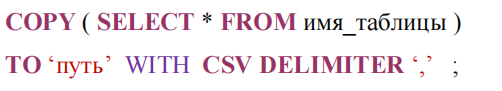 COPY ( SELECT * FROM имя_таблицы )
TO ‘путь’ WITH CSV DELIMITER ‘,’ ;